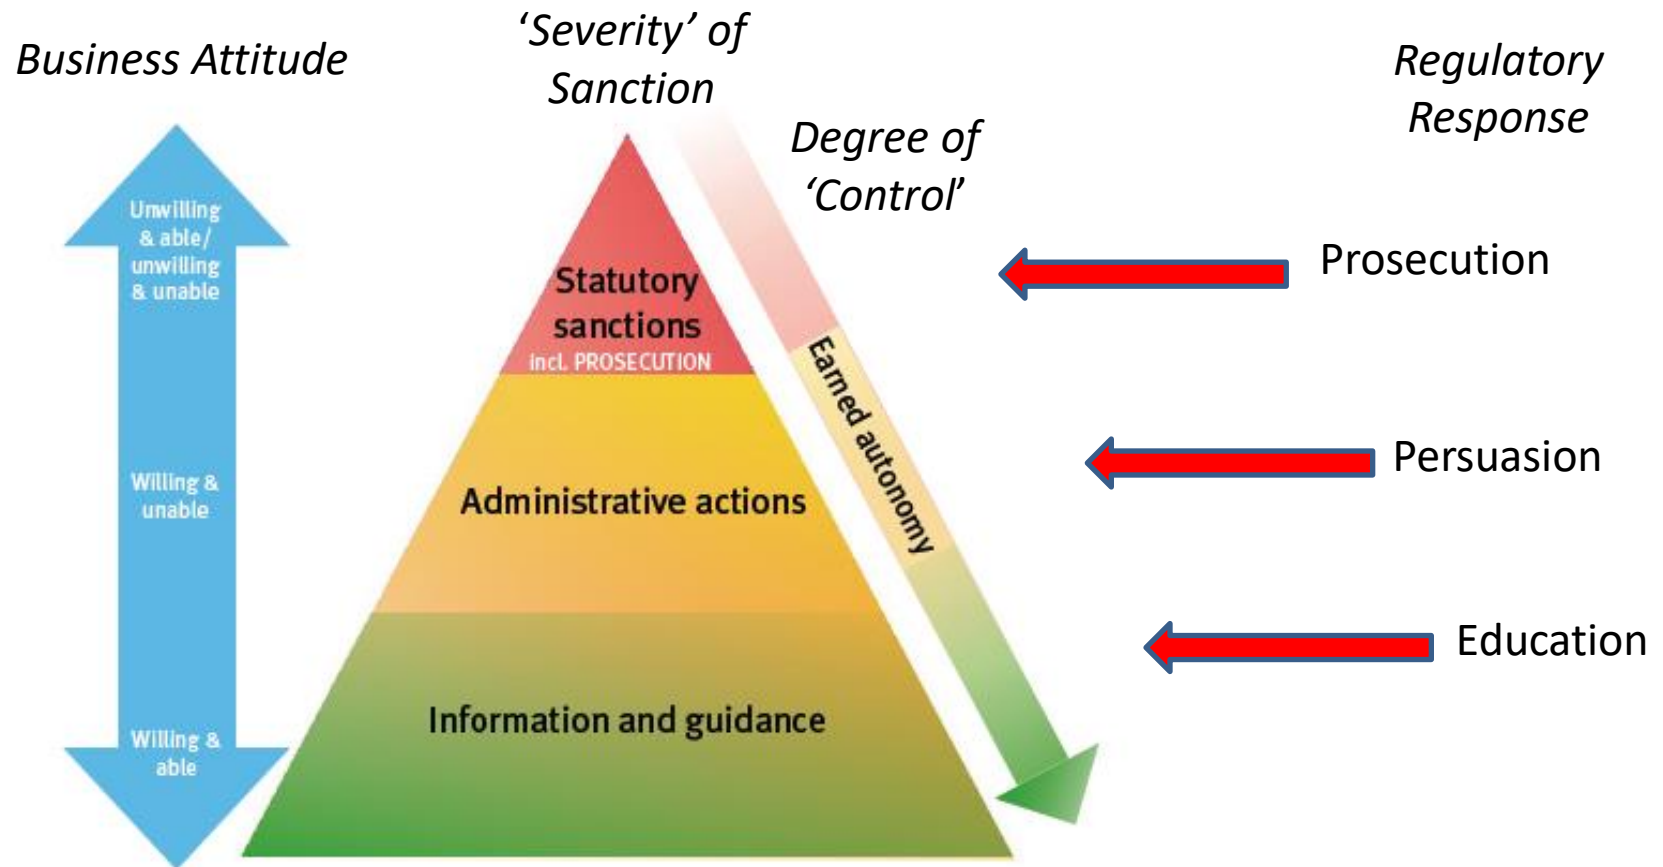 Business Attitude
‘Severity’ of
Sanction
Degree of
‘Control’
Regulatory
Response
Unwilling
& able/
unwilling
& unable
Willing &
unable
Willing &
able
Statutory
sanctions
incl. PROSECUTION
Administrative actions
Information and guidance
Earned autonomy
Prosecution
Persuasion
Education